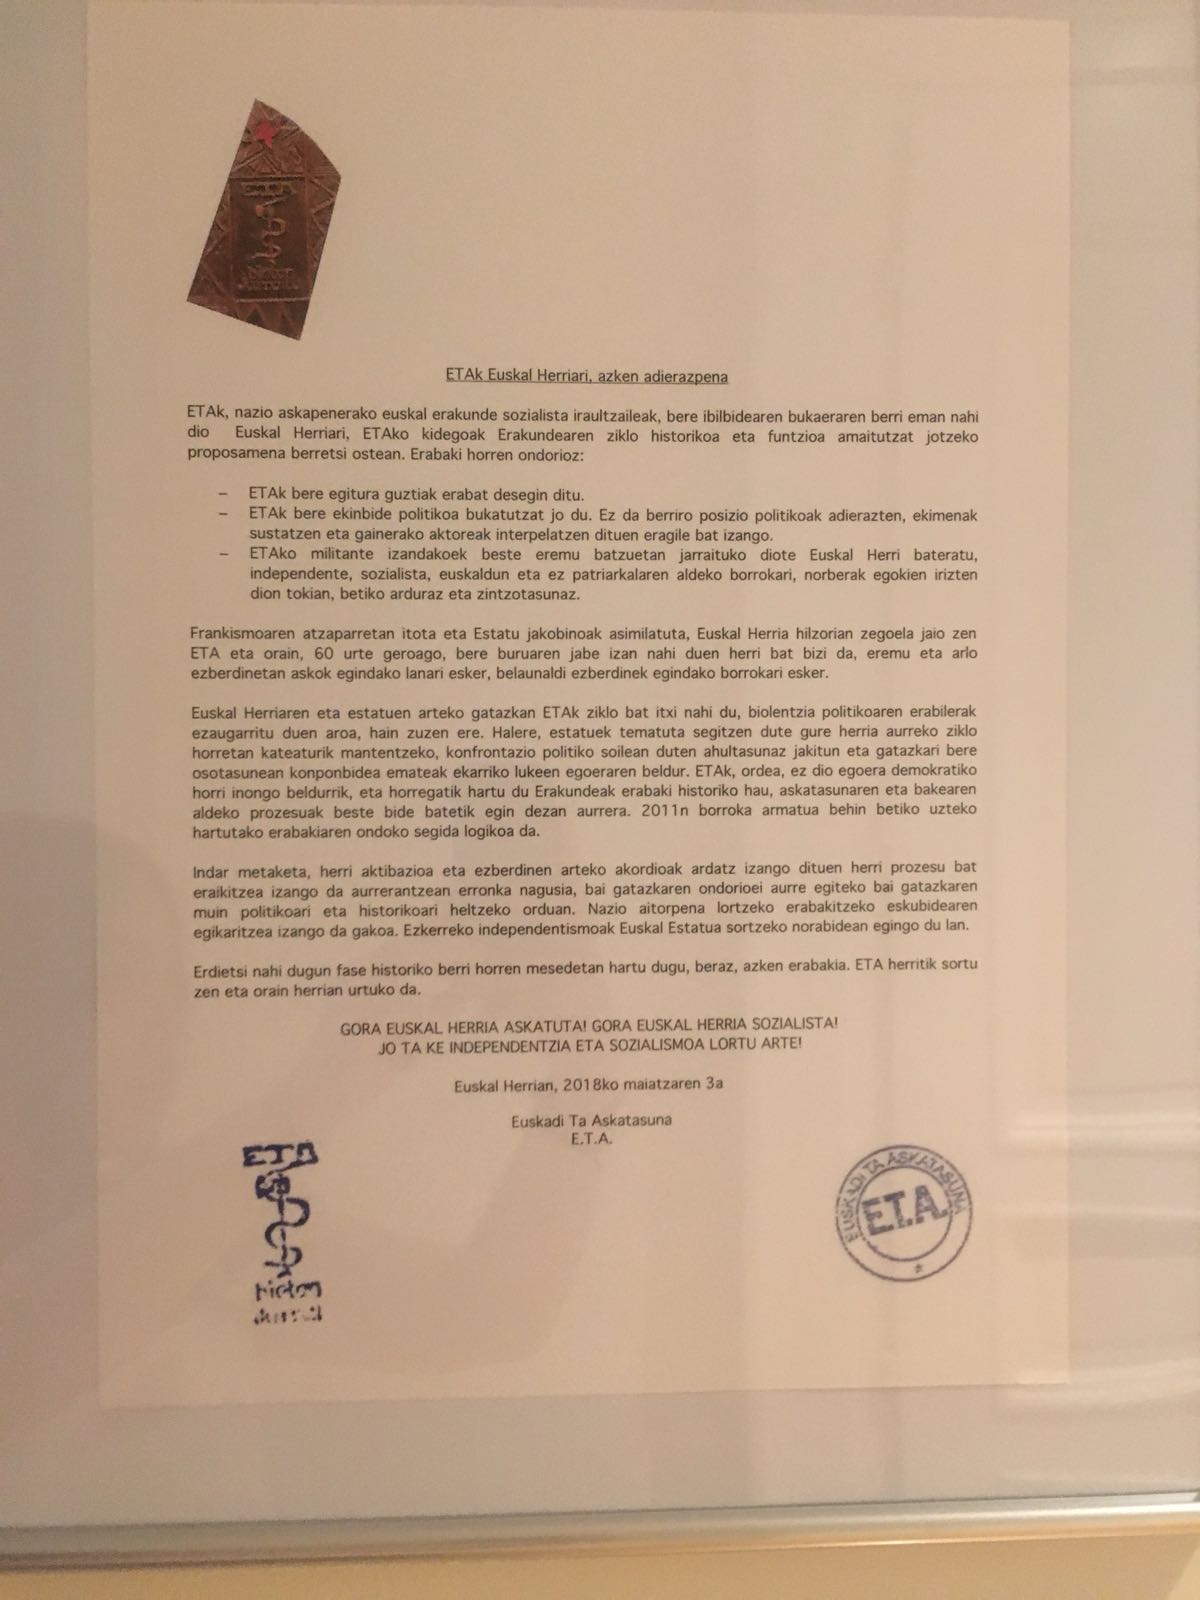 ETA
ETAk Euskal Herriari, azken adierazpena
ETAk, nazio askapenerako euskal erakunde sozialista iraultzaileak, bere ibilbidearen bukaeraren berri eman nahi
dio Euskal Herriari, ETAko kidegoak Erakundearen ziklo historikoa eta funtzioa amaitutzat jotzeko
proposamena berretsi ostean. Erabaki horren ondorioz:
– ETAk bere egitura guztiak erabat desegin ditu.
– ETAk bere ekinbide politikoa bukatutzat jo du. Ez da berriro posizio politikoak adierazten, ekimenak
sustatzen eta gainerako aktoreak interpelatzen dituen eragile bat izango.
– ETAko militante izandakoek beste eremu batzuetan jarraituko diote Euskal Herri bateratu,
independente, sozialista, euskaldun eta ez patriarkalaren aldeko borrokari, norberak egokien irizten
dion tokian, betiko arduraz eta zintzotasunaz.
Frankismoaren atzaparretan itota eta Estatu jakobinoak asimilatuta, Euskal Herria hilzorian zegoela jaio zen
ETA eta orain, 60 urte geroago, bere buruaren jabe izan nahi duen herri bat bizi da, eremu eta arlo
ezberdinetan askok egindako lanari esker, belaunaldi ezberdinek egindako borrokari esker.
Euskal Herriaren eta estatuen arteko gatazkan ETAk ziklo bat itxi nahi du, biolentzia politikoaren erabilerak
ezaugarritu duen aroa, hain zuzen ere. Halere, estatuek tematuta segitzen dute gure herria aurreko ziklo
horretan kateaturik mantentzeko, konfrontazio politiko soilean duten ahultasunaz jakitun eta gatazkari bere
osotasunean konponbidea emateak ekarriko lukeen egoeraren beldur. ETAk, ordea, ez dio egoera demokratiko
horri inongo beldurrik, eta horregatik hartu du Erakundeak erabaki historiko hau, askatasunaren eta bakearen
aldeko prozesuak beste bide batetik egin dezan aurrera. 2011n borroka armatua behin betiko uzteko
hartutako erabakiaren ondoko segida logikoa da.
Indar metaketa, herri aktibazioa eta ezberdinen arteko akordioak ardatz izango dituen herri prozesu bat
eraikitzea izango da aurrerantzean erronka nagusia, bai gatazkaren ondorioei aurre egiteko bai gatazkaren
muin politikoari eta historikoari heltzeko orduan. Nazio aitorpena lortzeko erabakitzeko eskubidearen
egikaritzea izango da gakoa. Ezkerreko independentismoak Euskal Estatua sortzeko norabidean egingo du lan.
Erdietsi nahi dugun fase historiko berri horren mesedetan hartu dugu, beraz, azken erabakia. ETA herritik sortu
zen eta orain herrian urtuko da.
GORA EUSKAL HERRIA ASKATUTA! GORA EUSKAL HERRIA SOZIALISTA!
JO TA KE INDEPENDENTZIA ETA SOZIALISMOA LORTU ARTE!
Euskal Herrian, 2018ko maiatzaren 3a
Euskadi Ta Askatasuna
E.T.A.
ETA
EUSKADI TA ASKATASUNA
E.T.A.
*